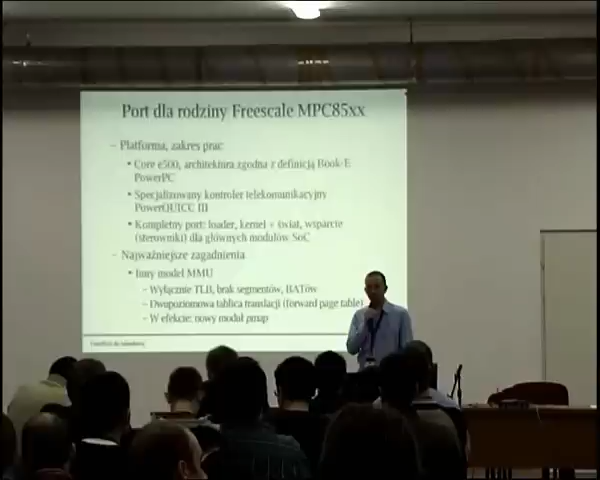 Port dla rodziny Freescale MPC85xx
– Platforma, zakres prac
• Core e500, architektura zgodna z definicją Book-E
PowerPC
• Specjalizowany kontroler telekomunikacyjny
PowerQUICC III
• Kompletny port: loader, kernel + świat, wsparcie
(sterowniki) dla głównych modułów SoC
– Najważniejsze zagadnienia
• Inny model MMU
– Wyłącznie TLB, brak segmentów, BATów
– Dwupoziomowa tablica translacji (forward page table)
– W efekcie: nowy moduł pmap